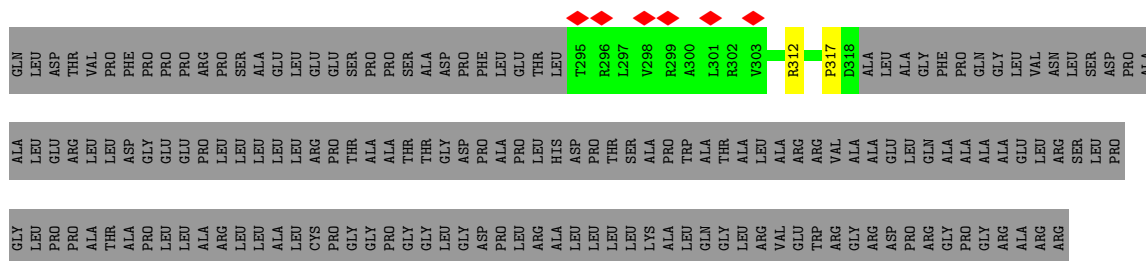 GLN LEU ASP THR VAL PRO PHE PRO PRO PRO ARG PRO SER ALA GLU LEU GLU GLU SER PRO PRO SER ALA ASP PRO PHE LEU GLU THR LEU T295 R296 L297 V298 R299 A300 L301 R302 V303 R312 P317 D318 ALA LEU ALA GLY PHE PRO GLN GLY LEU VAL ASN LEU SER ASP PRO ALA
ALA LEU GLU ARG LEU LEU ASP GLY GLU GLU PRO LEU LEU LEU LEU LEU ARG PRO THR ALA ALA THR THR GLY ASP PRO ALA PRO LEU HIS ASP PRO THR SER ALA PRO TRP ALA THR ALA LEU ALA ARG ARG VAL ALA ALA GLU LEU GLN ALA ALA ALA ALA GLU LEU ARG SER LEU PRO
GLY LEU PRO PRO ALA THR ALA PRO LEU LEU ALA ARG LEU LEU ALA LEU CYS PRO GLY GLY PRO GLY GLY LEU GLY ASP PRO LEU ARG ALA LEU LEU LEU LEU LYS ALA LEU GLN GLY LEU ARG VAL GLU TRP ARG GLY ARG ASP PRO ARG GLY PRO GLY ARG ALA ARG ARG